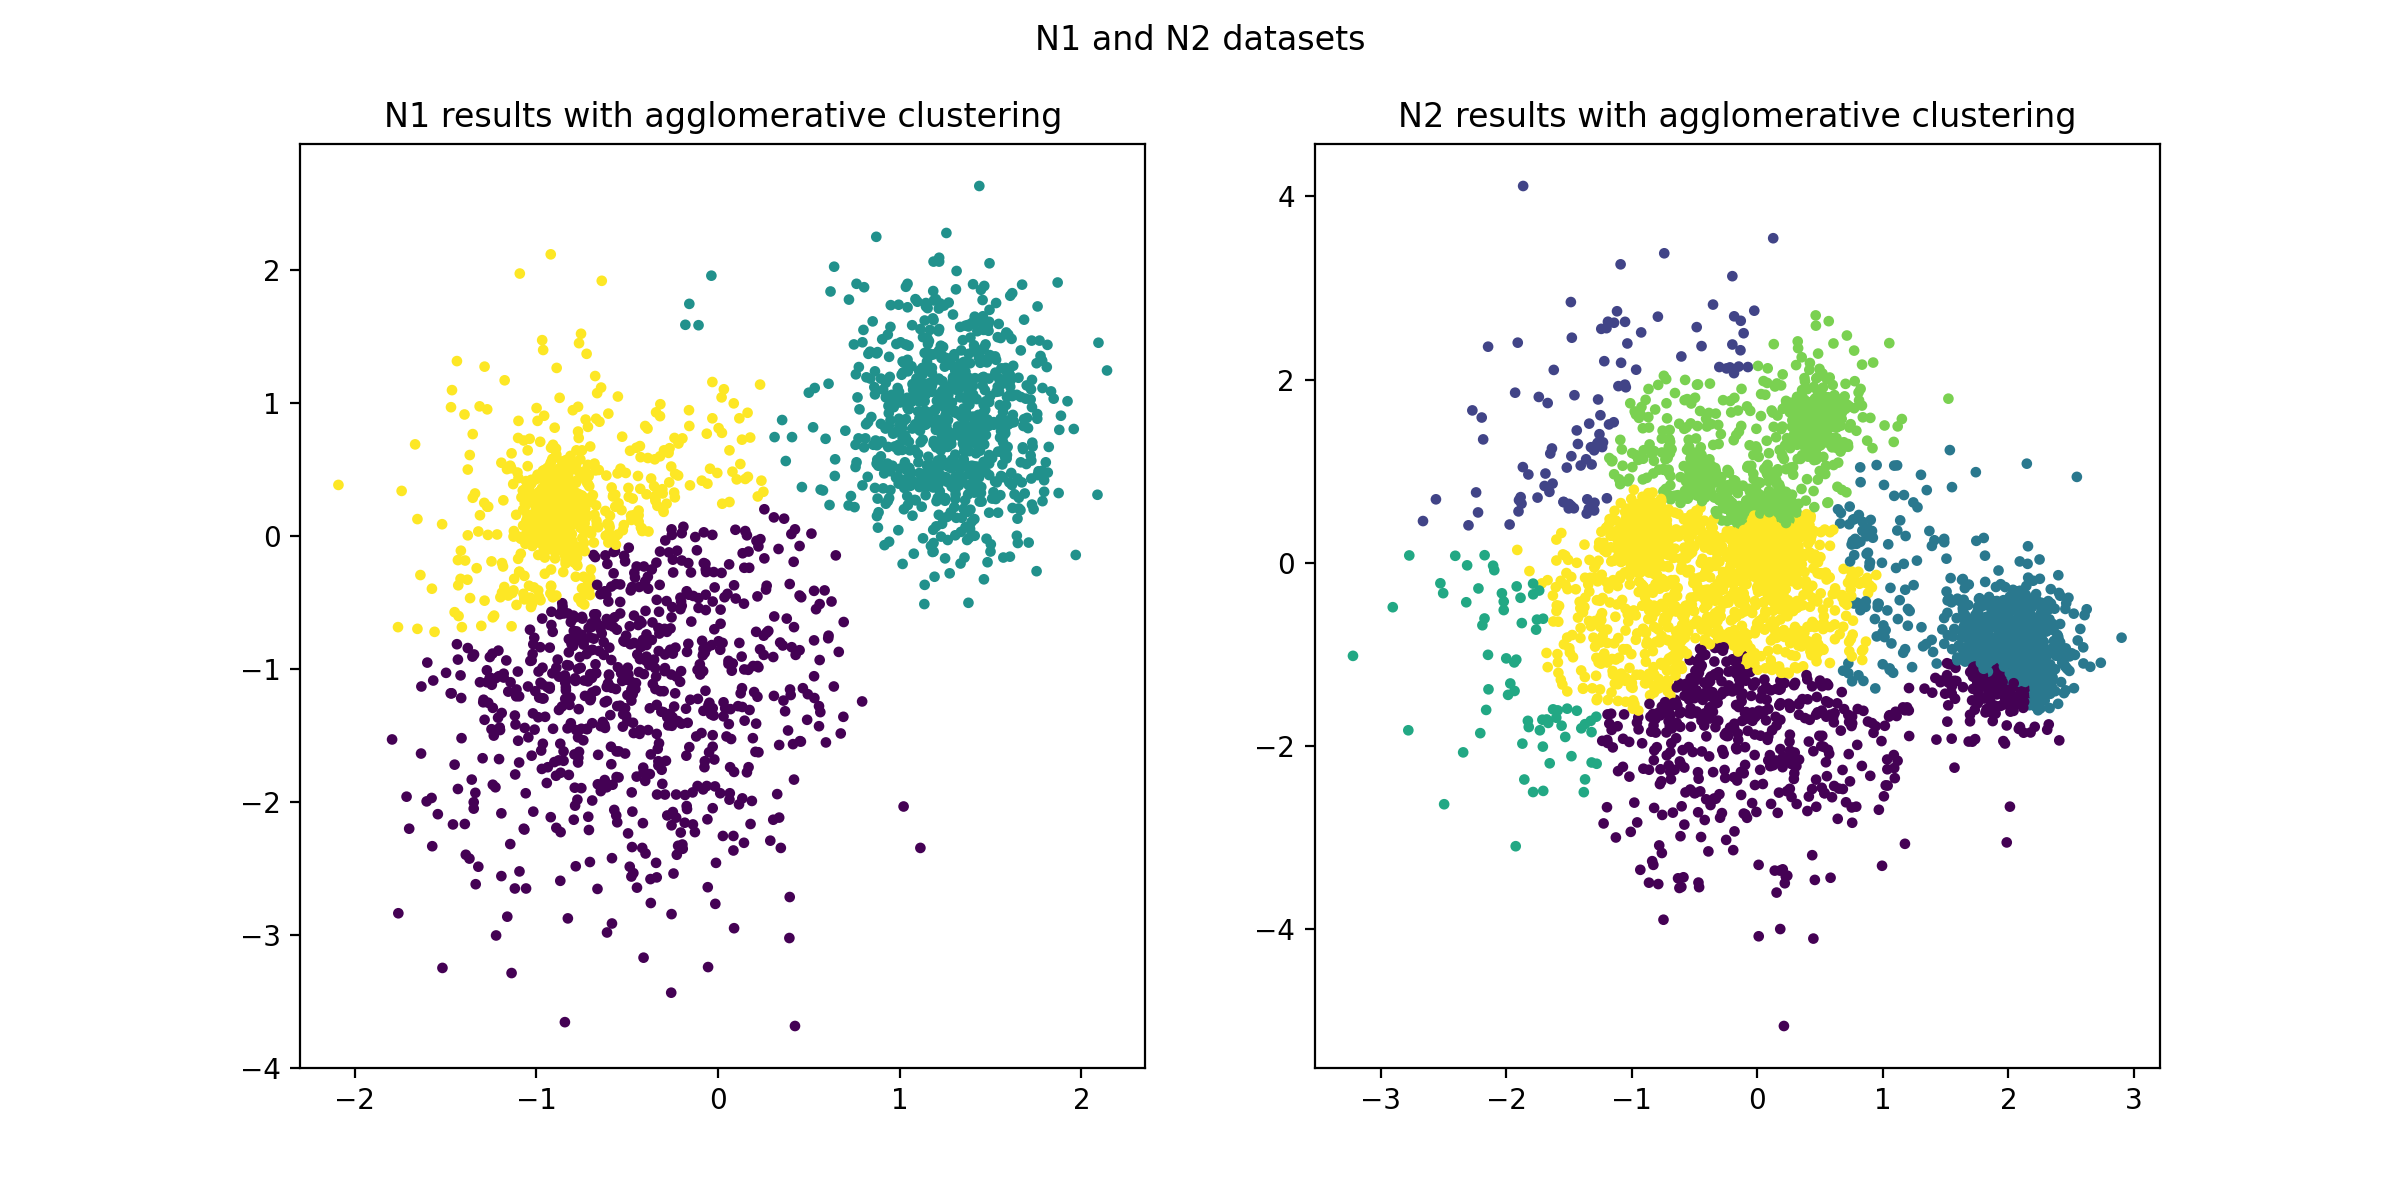 N1 and N2 datasets
N1 results with agglomerative clustering
2
1
0
−1
−2
−3
−4
−2 −1 0 1 2
N2 results with agglomerative clustering
4
2
0
−2
−4
−3 −2 −1 0 1 2 3